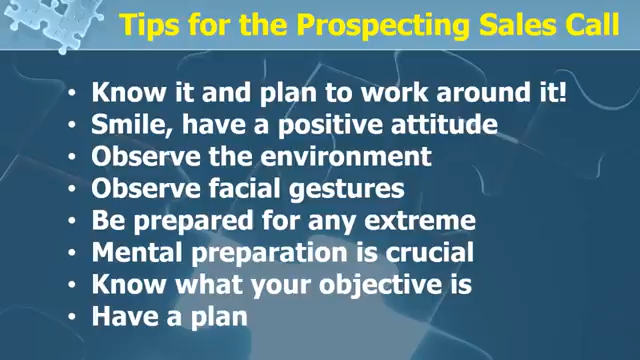 Tips for the Prospecting Sales Call
• Know it and plan to work around it!
• Smile, have a positive attitude
• Observe the environment
• Observe facial gestures
• Be prepared for any extreme
• Mental preparation is crucial
• Know what your objective is
• Have a plan